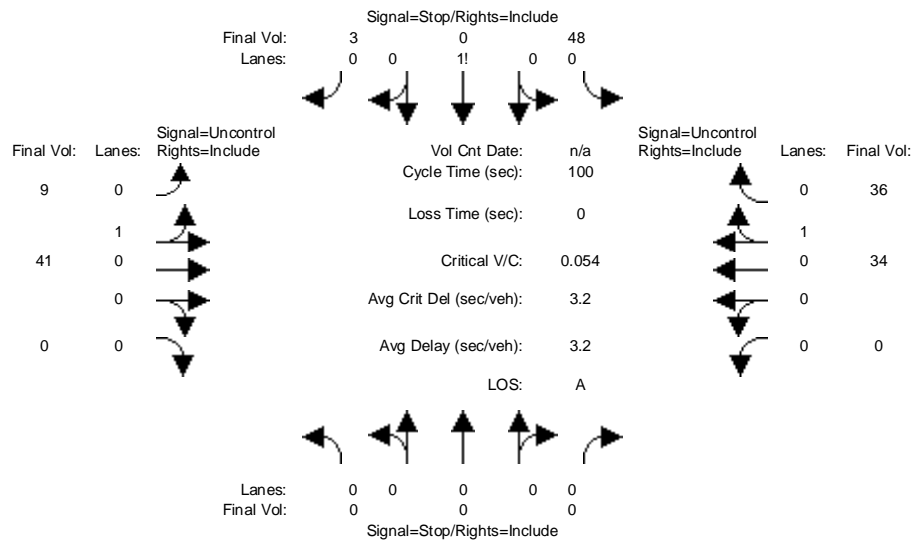 Signal=Stop/Rights=Include
Final Vol: 3 0 48
Lanes: 0 0 1! 0 0
Signal=Uncontrol Signal=Uncontrol
Final Vol: Lanes: Rights=Include Vol Cnt Date: n/a Rights=Include Lanes: Final Vol:
Cycle Time (sec): 100
9 0 0 36
Loss Time (sec): 0
1 1
41 0 Critical V/C: 0.054 0 34
0 Avg Crit Del (sec/veh): 3.2 0
0 0 Avg Delay (sec/veh): 3.2 0 0
LOS: A
Lanes: 0 0 0 0 0
Final Vol: 0 0 0
Signal=Stop/Rights=Include